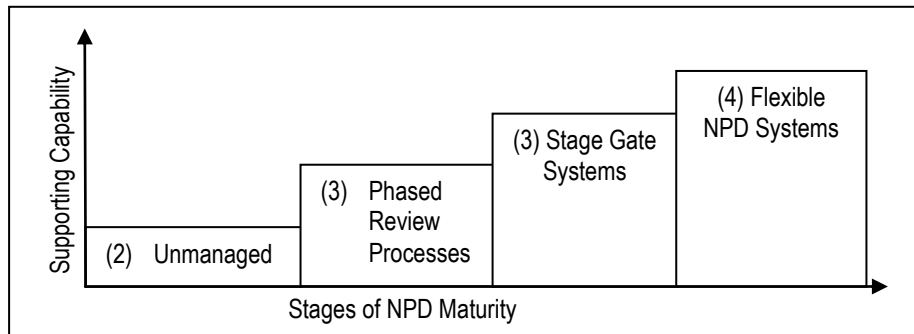 Supporting Capability
(2) Unmanaged
(3) Phased
Review
Processes
(3) Stage Gate
Systems
(4) Flexible
NPD Systems
Stages of NPD Maturity